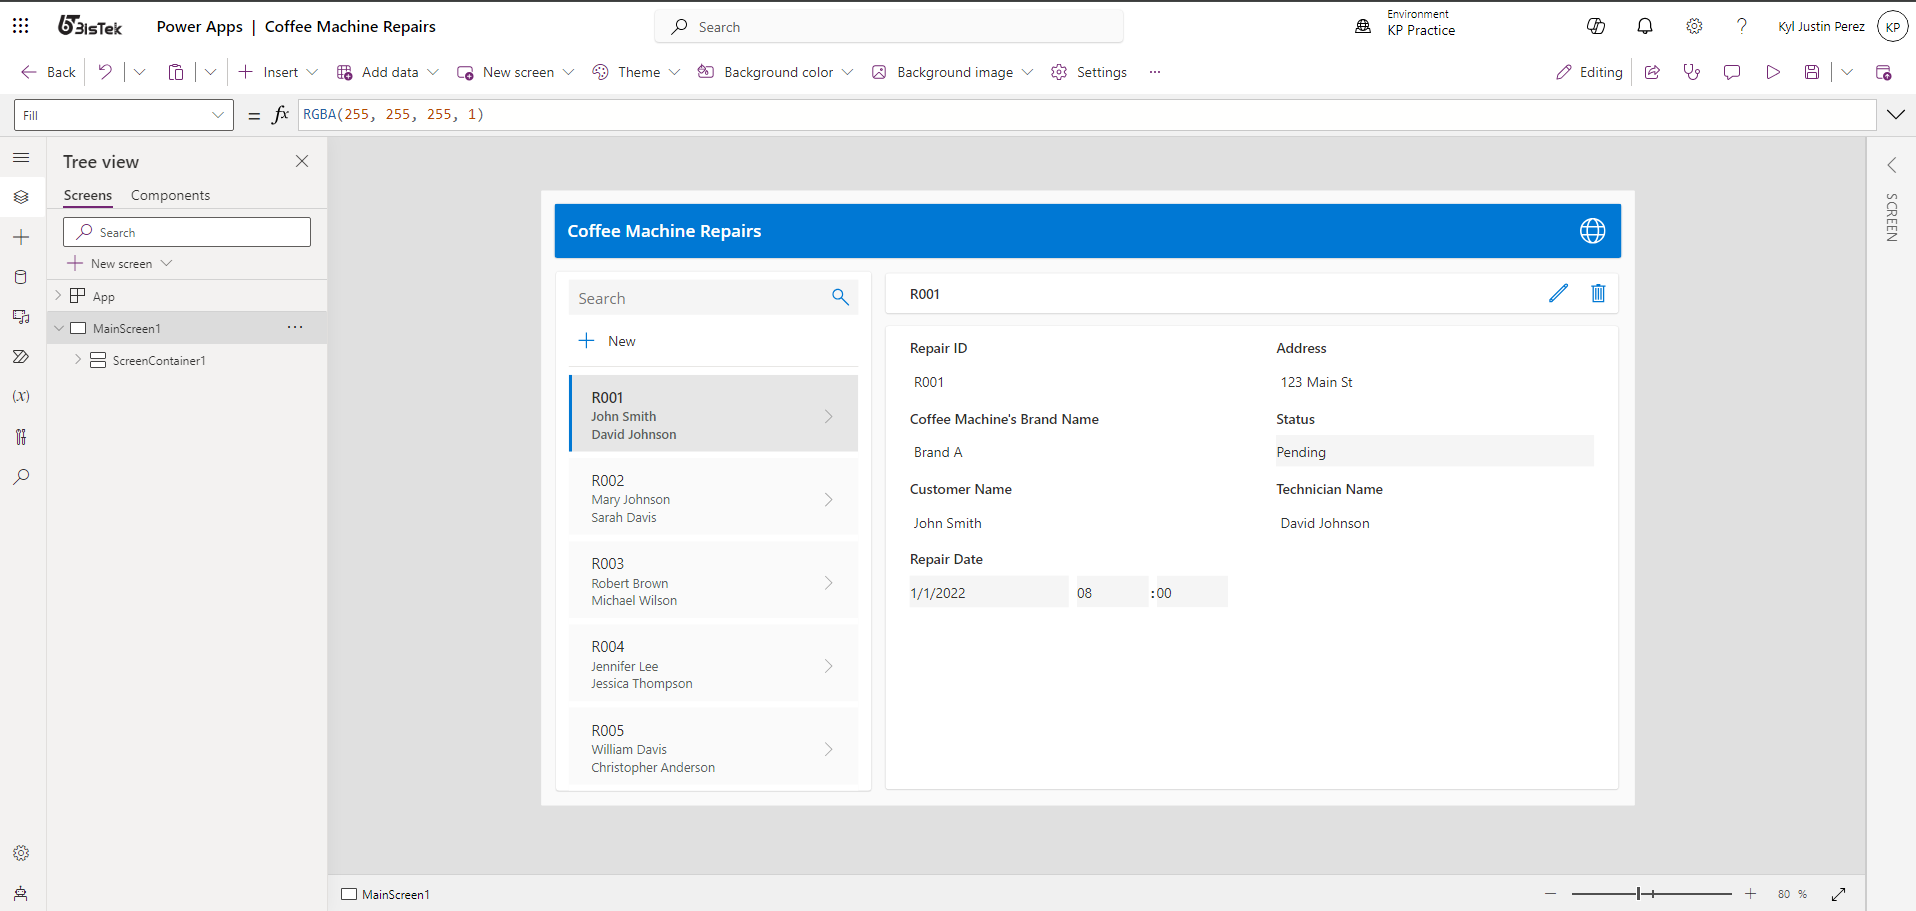 BisTek Power Apps | Coffee Machine Repairs Search Environment
KP Practice Kyl Justin Perez KP
Back Insert Add data New screen Theme Background color Background image Settings ... Editing
Fill = fx RGBA(255, 255, 255, 1)
Tree view
Screens Components
Search
New screen
App
MainScreen1 ...
ScreenContainer1
(x)
Coffee Machine Repairs
Search
New
R001
John Smith
David Johnson
R002
Mary Johnson
Sarah Davis
R003
Robert Brown
Michael Wilson
R004
Jennifer Lee
Jessica Thompson
R005
William Davis
Christopher Anderson
R001
Repair ID Address
R001 123 Main St
Coffee Machine's Brand Name Status
Brand A Pending
Customer Name Technician Name
John Smith David Johnson
Repair Date
1/1/2022 08 :00
SCREEN
MainScreen1 80 %